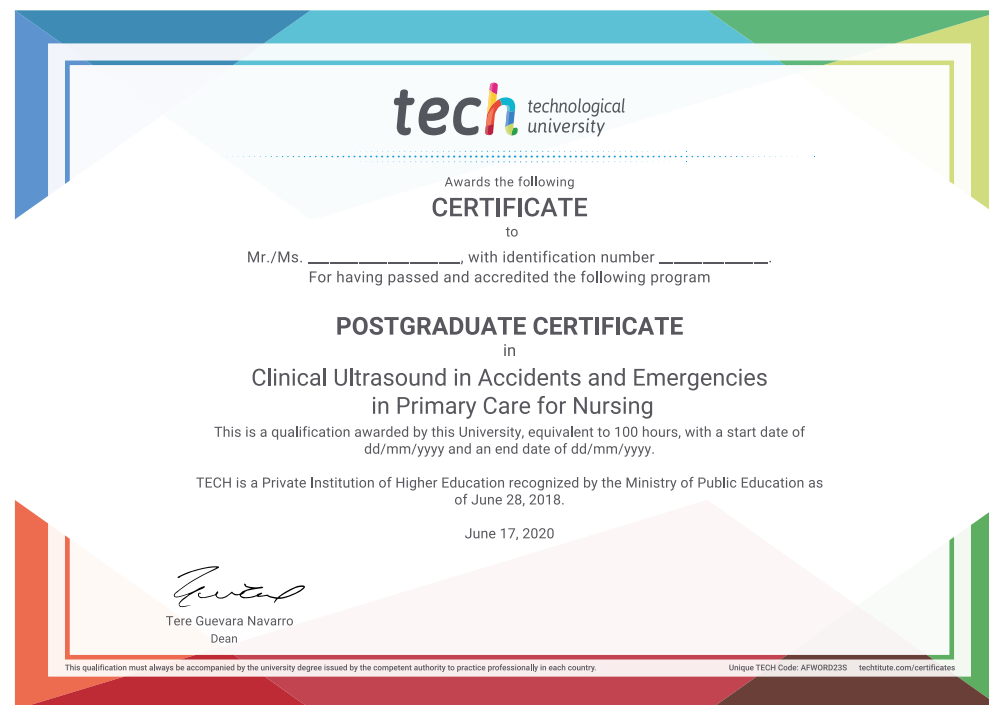 tech technological
university
Awards the following
CERTIFICATE
to
Mr./Ms. ____________________, with identification number ______________.
For having passed and accredited the following program
POSTGRADUATE CERTIFICATE
in
Clinical Ultrasound in Accidents and Emergencies
in Primary Care for Nursing
This is a qualification awarded by this University, equivalent to 100 hours, with a start date of
dd/mm/yyyy and an end date of dd/mm/yyyy.
TECH is a Private Institution of Higher Education recognized by the Ministry of Public Education as
of June 28, 2018.
June 17, 2020
Tere Guevara Navarro
Dean
This qualification must always be accompanied by the university degree issued by the competent authority to practice professionally in each country.
Unique TECH Code: AFWORD23S techtitute.com/certificates